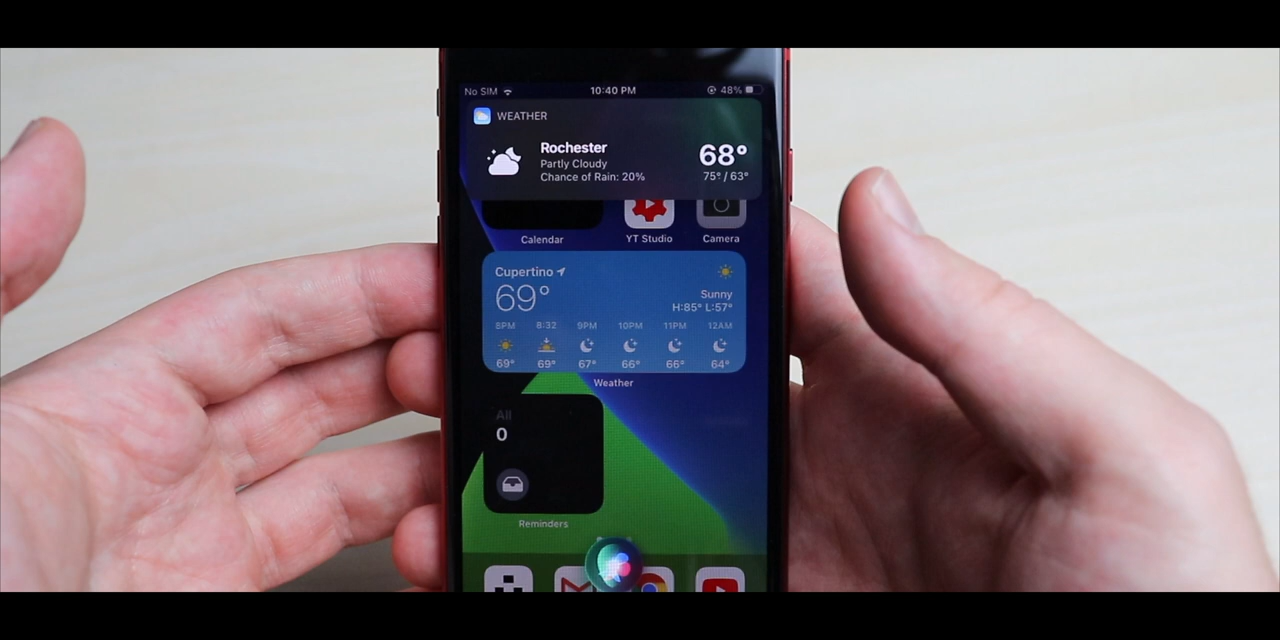 No SIM 10:40 PM 48%
WEATHER
Rochester
Partly Cloudy
Chance of Rain: 20%
68°
75° / 63°
Calendar YT Studio Camera
Cupertino
69°
Sunny
H:85° L:57°
8PM 8:32 9PM 10PM 11PM 12AM
69° 69° 67° 66° 66° 64°
Weather
All
0
Reminders